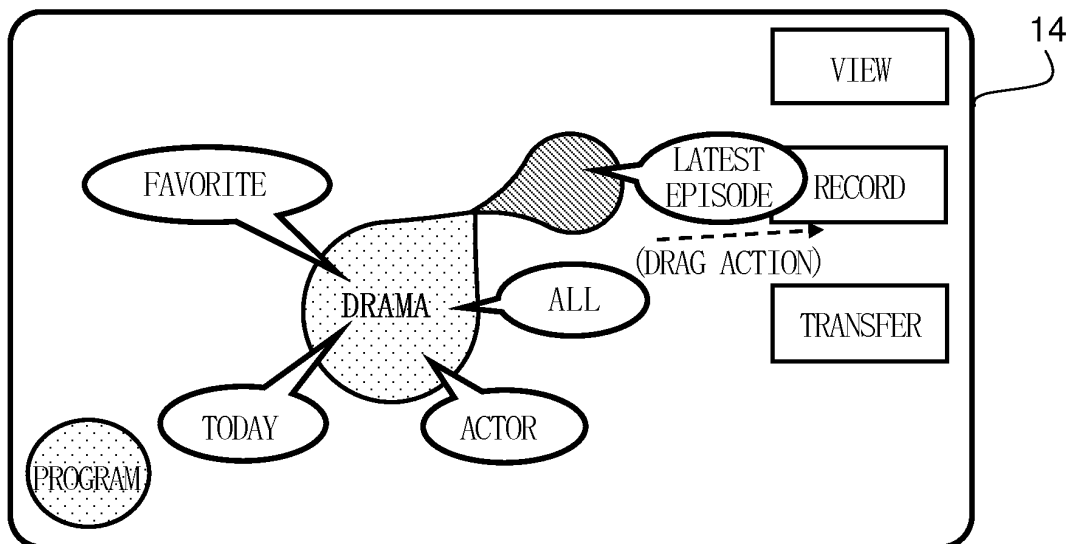 14
VIEW
LATEST
EPISODE
RECORD
FAVORITE
(DRAG ACTION)
DRAMA
ALL
TRANSFER
TODAY
ACTOR
PROGRAM